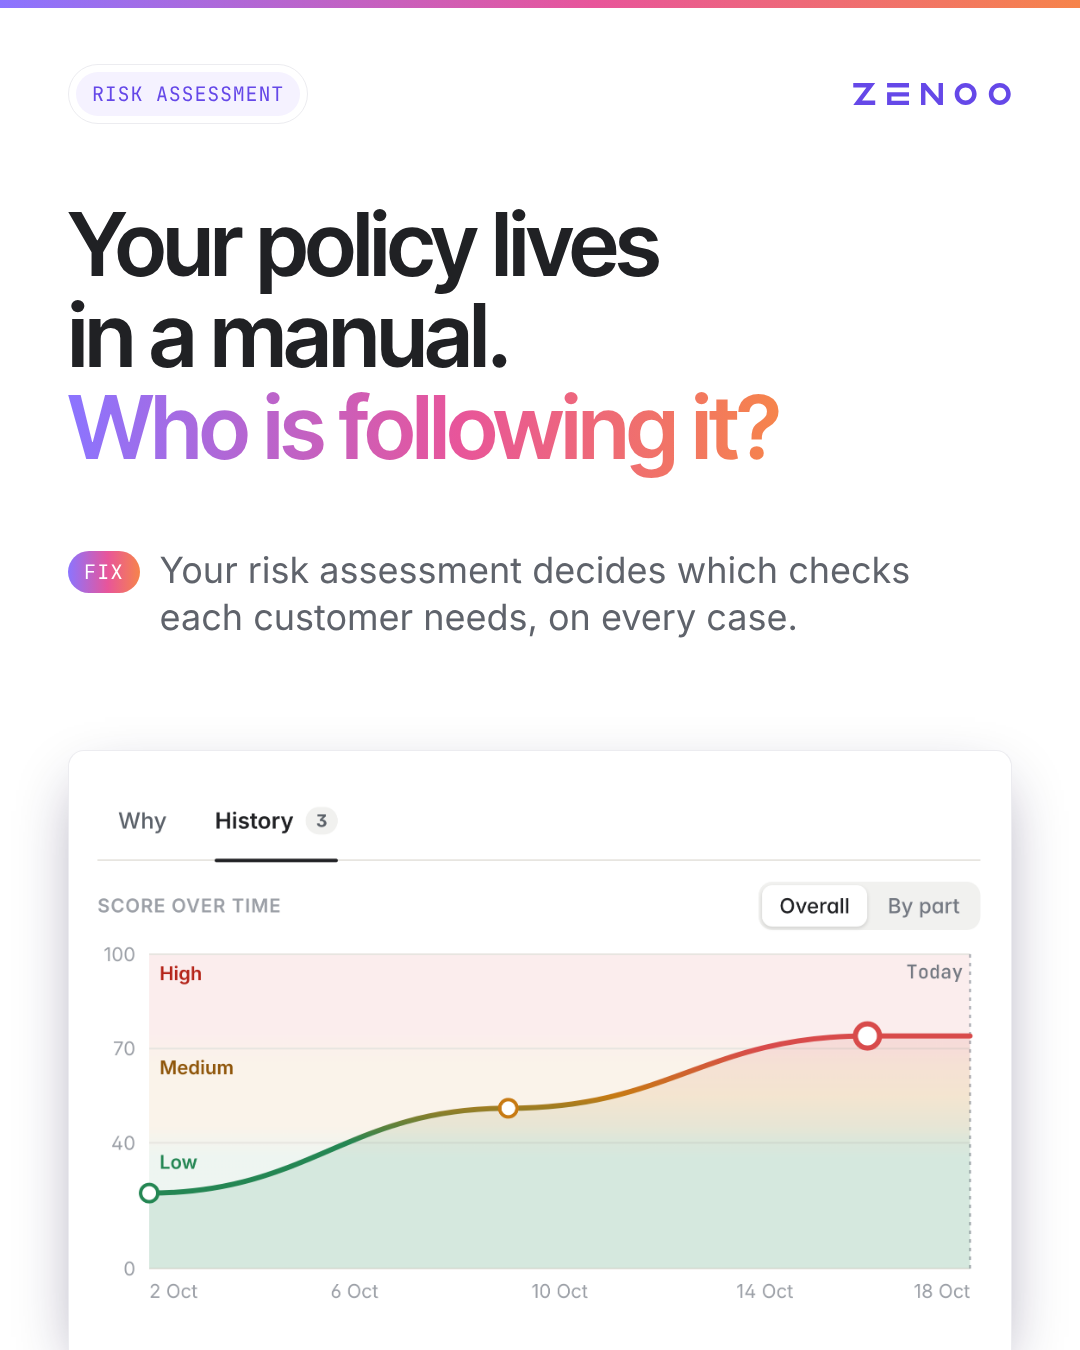 RISK ASSESSMENT
ZENOO
Your policy lives
in a manual.
Who is following it?
FIX
Your risk assessment decides which checks
each customer needs, on every case.
Why
History 3
SCORE OVER TIME
Overall
By part
100
High
Today
70
Medium
40
Low
0
2 Oct
6 Oct
10 Oct
14 Oct
18 Oct